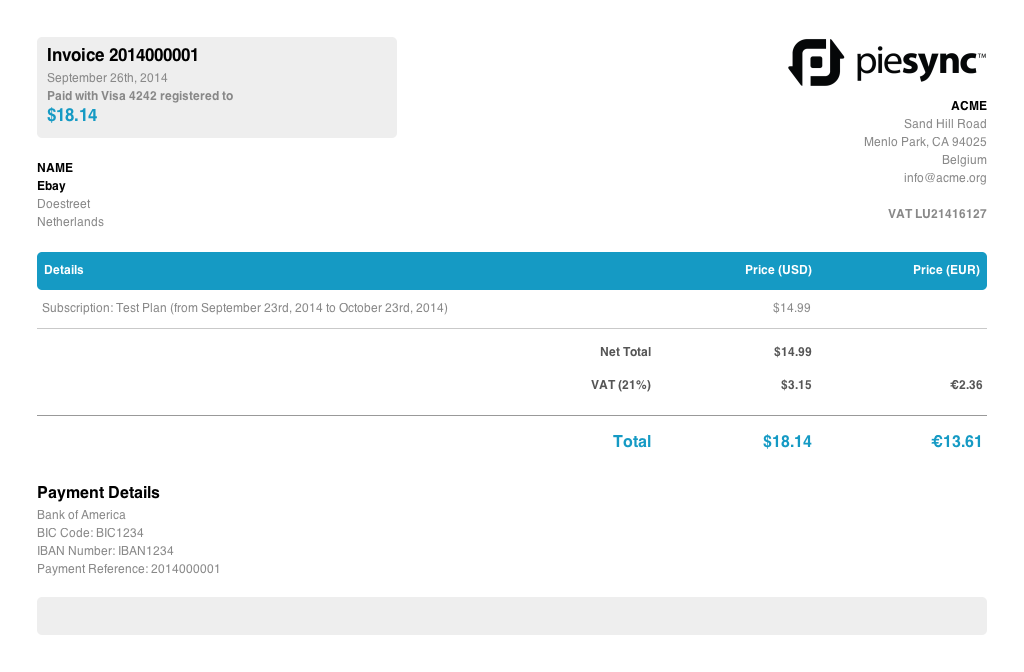 Invoice 2014000001
September 26th, 2014
Paid with Visa 4242 registered to
$18.14
piesync™
ACME
Sand Hill Road
Menlo Park, CA 94025
Belgium
info@acme.org
VAT LU21416127
NAME
Ebay
Doestreet
Netherlands
Details Price (USD) Price (EUR)
Subscription: Test Plan (from September 23rd, 2014 to October 23rd, 2014) $14.99
Net Total $14.99
VAT (21%) $3.15 €2.36
Total $18.14 €13.61
Payment Details
Bank of America
BIC Code: BIC1234
IBAN Number: IBAN1234
Payment Reference: 2014000001